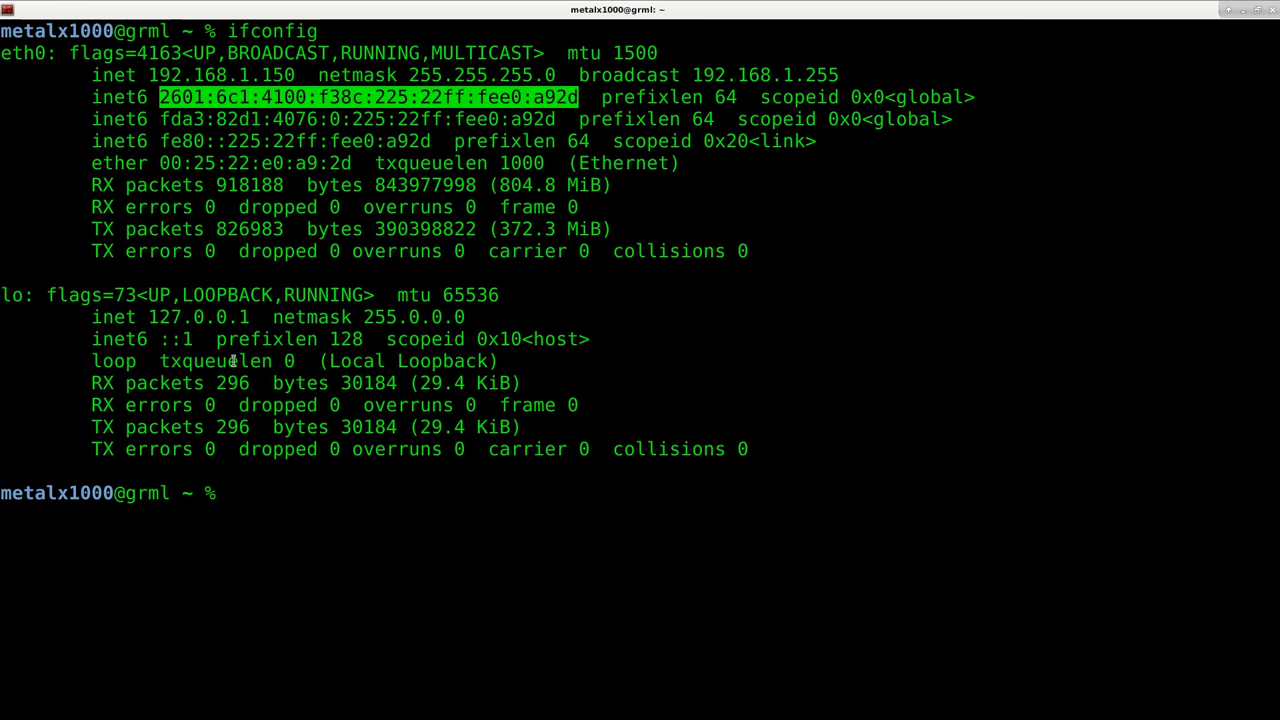 metalx1000@grml: ~
metalx1000@grml ~ % ifconfig
eth0: flags=4163<UP,BROADCAST,RUNNING,MULTICAST>  mtu 1500
        inet 192.168.1.150  netmask 255.255.255.0  broadcast 192.168.1.255
        inet6 2601:6c1:4100:f38c:225:22ff:fee0:a92d  prefixlen 64  scopeid 0x0<global>
        inet6 fda3:82d1:4076:0:225:22ff:fee0:a92d  prefixlen 64  scopeid 0x0<global>
        inet6 fe80::225:22ff:fee0:a92d  prefixlen 64  scopeid 0x20<link>
        ether 00:25:22:e0:a9:2d  txqueuelen 1000  (Ethernet)
        RX packets 918188  bytes 843977998 (804.8 MiB)
        RX errors 0  dropped 0  overruns 0  frame 0
        TX packets 826983  bytes 390398822 (372.3 MiB)
        TX errors 0  dropped 0 overruns 0  carrier 0  collisions 0
lo: flags=73<UP,LOOPBACK,RUNNING>  mtu 65536
        inet 127.0.0.1  netmask 255.0.0.0
        inet6 ::1  prefixlen 128  scopeid 0x10<host>
        loop  txqueuelen 0  (Local Loopback)
        RX packets 296  bytes 30184 (29.4 KiB)
        RX errors 0  dropped 0  overruns 0  frame 0
        TX packets 296  bytes 30184 (29.4 KiB)
        TX errors 0  dropped 0 overruns 0  carrier 0  collisions 0
metalx1000@grml ~ %